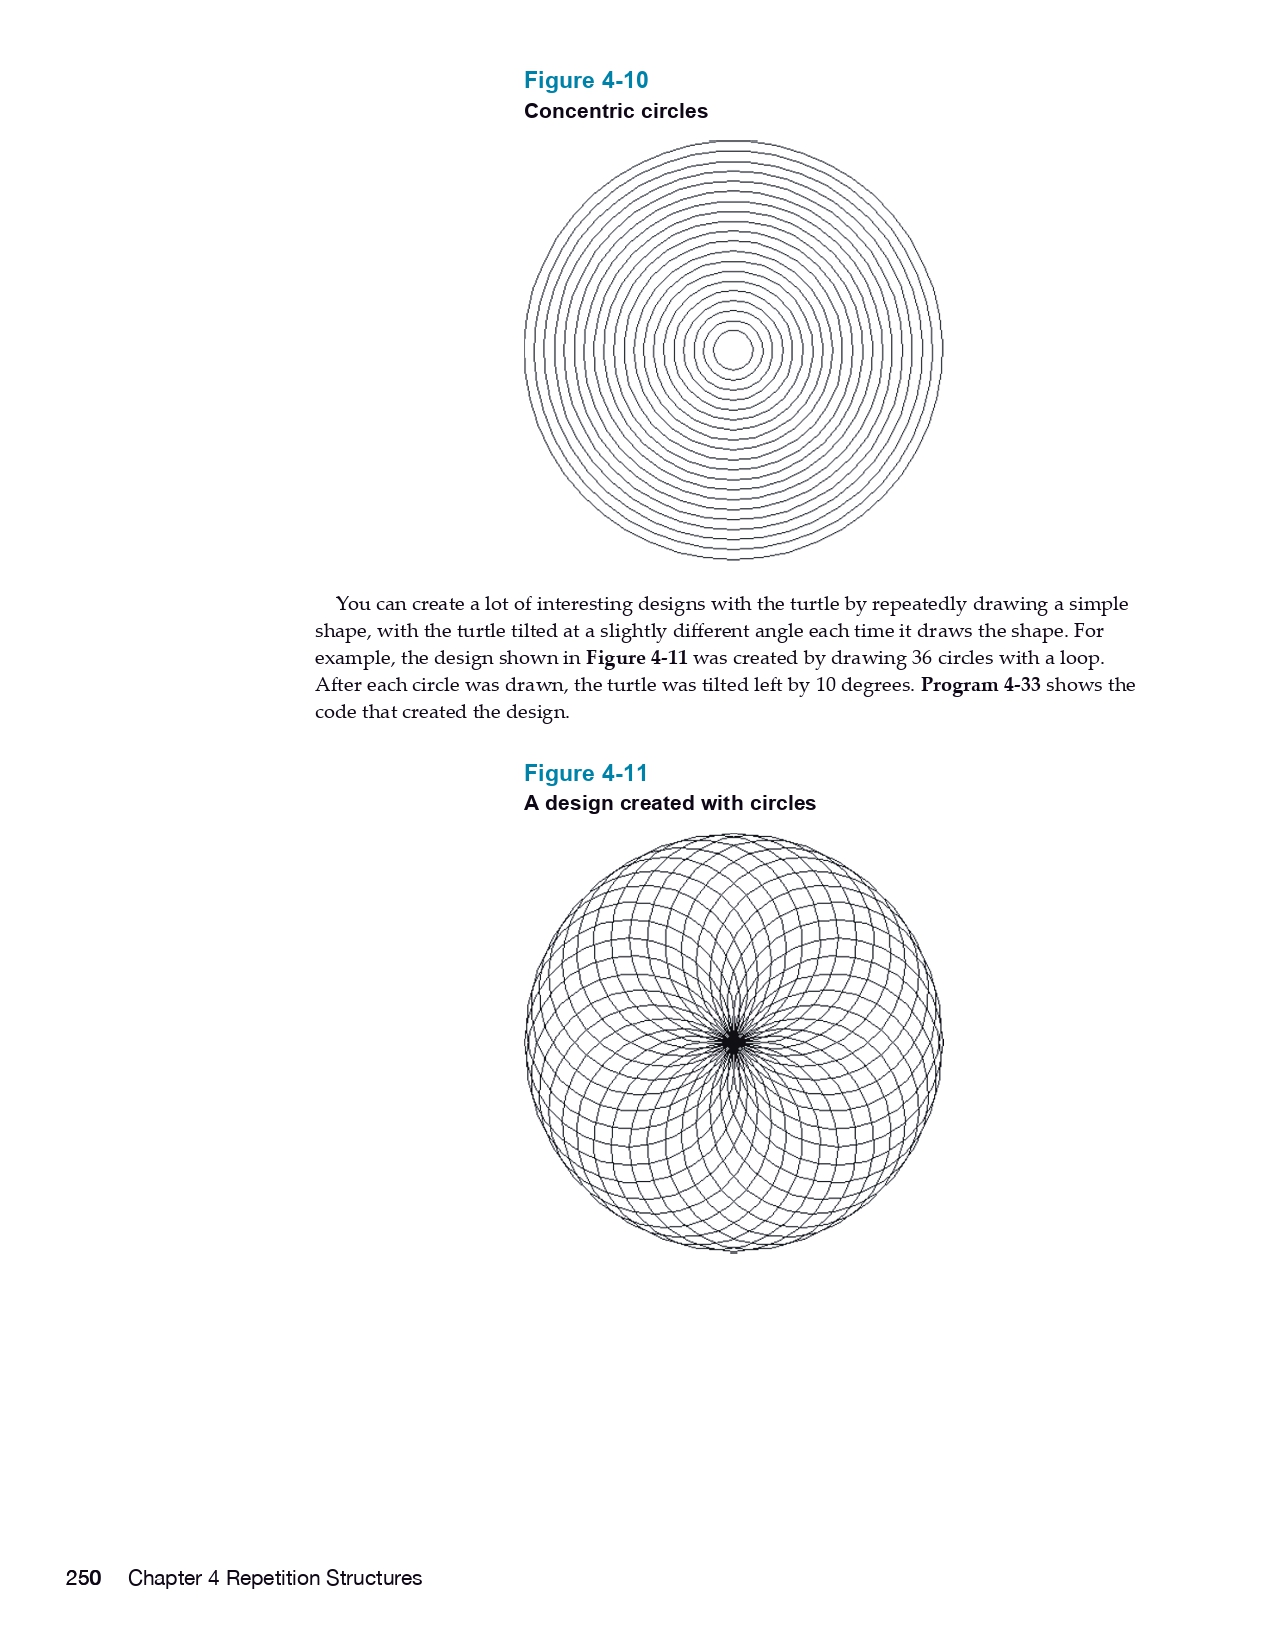 Figure 4-10
Concentric circles
You can create a lot of interesting designs with the turtle by repeatedly drawing a simple
shape, with the turtle tilted at a slightly different angle each time it draws the shape. For
example, the design shown in Figure 4-11 was created by drawing 36 circles with a loop.
After each circle was drawn, the turtle was tilted left by 10 degrees. Program 4-33 shows the
code that created the design.
Figure 4-11
A design created with circles
250 Chapter 4 Repetition Structures